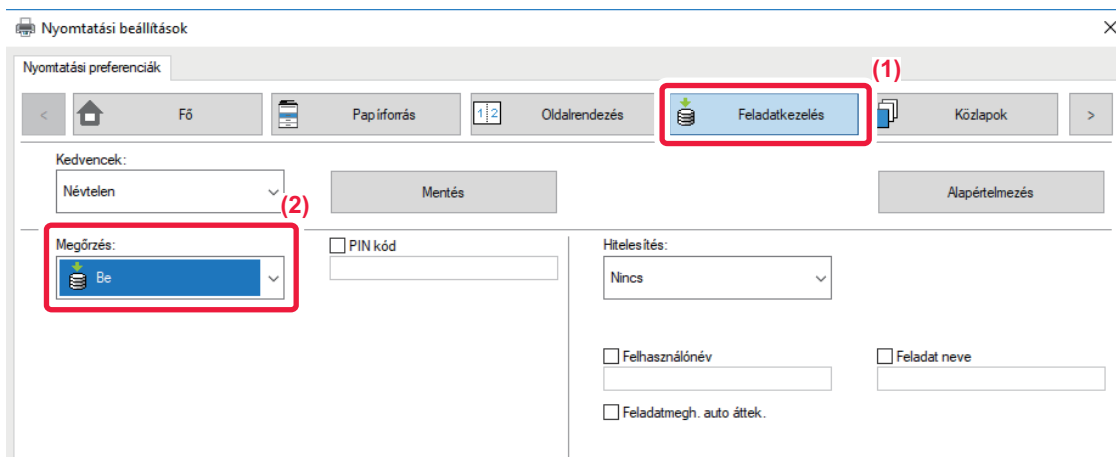 Nyomtatási beállítások
Nyomtatási preferenciák
(1)
< Fő Papírforrás 1 2 Oldalrendezés Feladatkezelés Közlapok >
Kedvencek:
Névtelen Mentés Alapértelmezés
(2)
Megőrzés: PIN kód Hitelesítés:
Be Nincs
Felhasználónév Feladat neve
Feladatmegh. auto áttek.